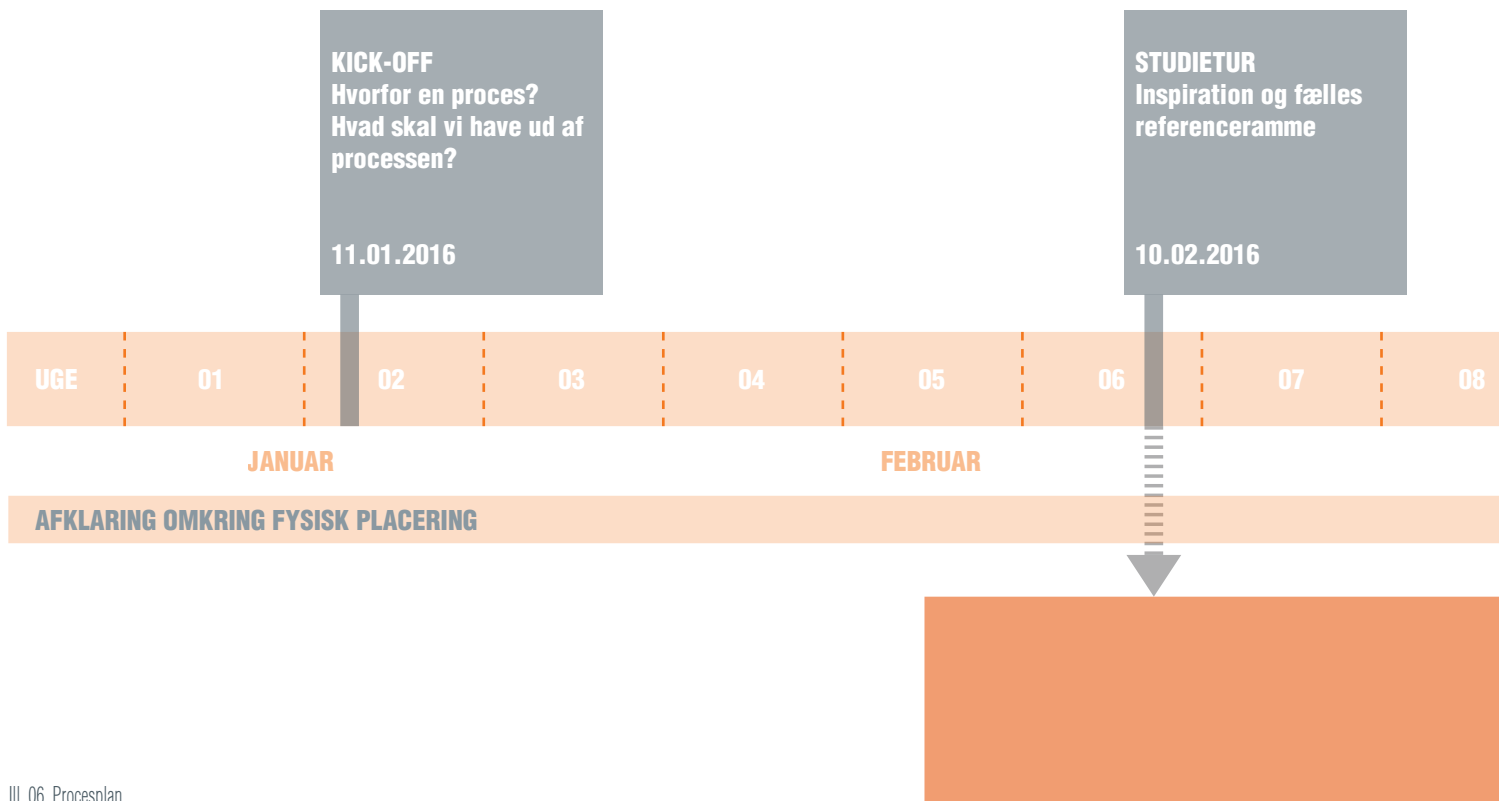 KICK-OFF
Hvorfor en proces?
Hvad skal vi have ud af
processen?
11.01.2016
STUDIETUR
Inspiration og fælles
referenceramme
10.02.2016
UGE 01 02 03 04 05 06 07 08
JANUAR FEBRUAR
AFKLARING OMKRING FYSISK PLACERING
Ill. 06 Procesplan